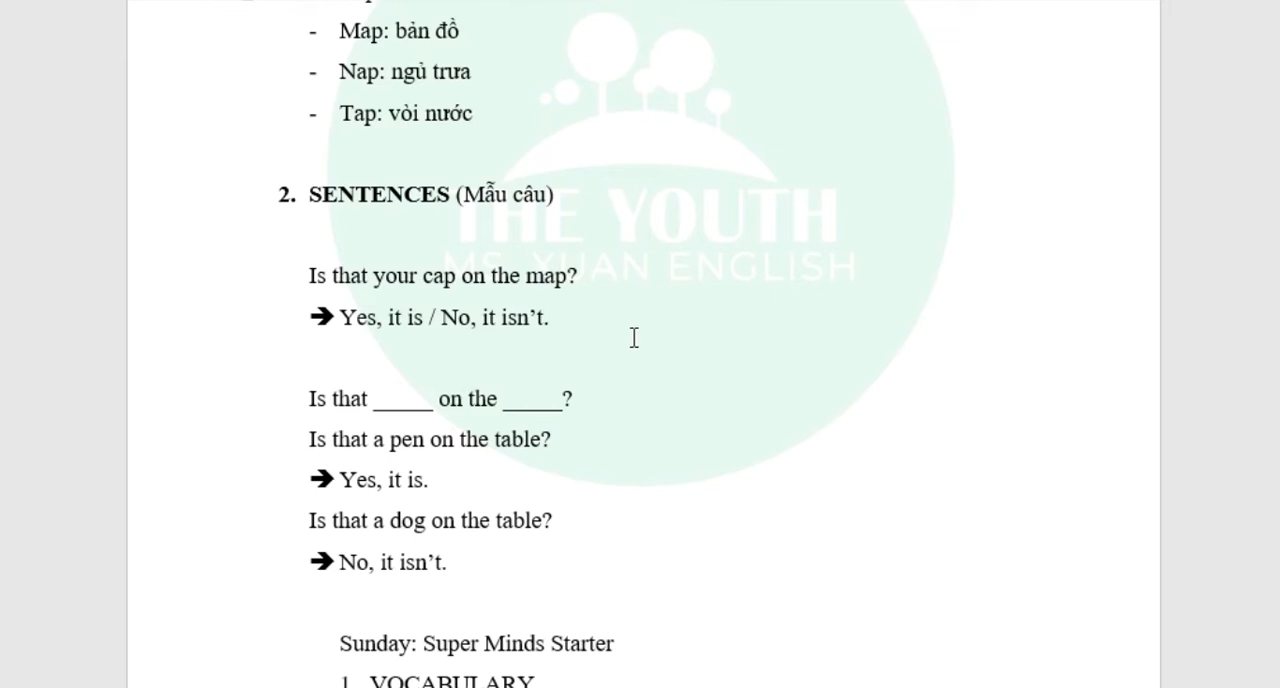 - Map: bản đồ
- Nap: ngủ trưa
- Tap: vòi nước
2. SENTENCES (Mẫu câu)
THE YOUTH
MS. XUAN ENGLISH
Is that your cap on the map?
➔ Yes, it is / No, it isn’t.
Is that _____ on the _____?
Is that a pen on the table?
➔ Yes, it is.
Is that a dog on the table?
➔ No, it isn’t.
Sunday: Super Minds Starter
1. VOCABULARY